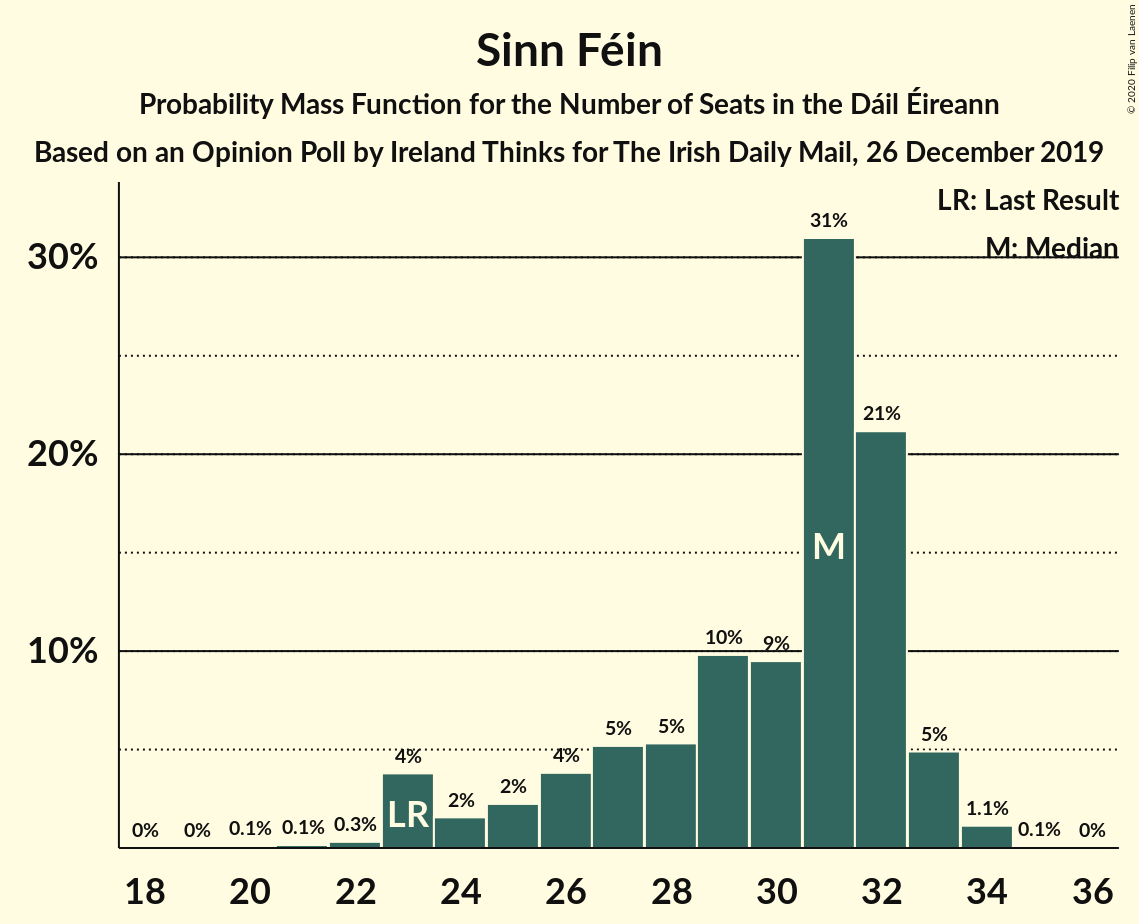 Sinn Féin
Probability Mass Function for the Number of Seats in the Dáil Éireann
Based on an Opinion Poll by Ireland Thinks for The Irish Daily Mail, 26 December 2019
© 2020 Filip van Laenen
LR: Last Result
M: Median
30%
20%
10%
0% 0% 0.1% 0.1% 0.3% 4% 2% 2% 4% 5% 5% 10% 9% 31% 21% 5% 1.1% 0.1% 0%
LR
M
18 20 22 24 26 28 30 32 34 36